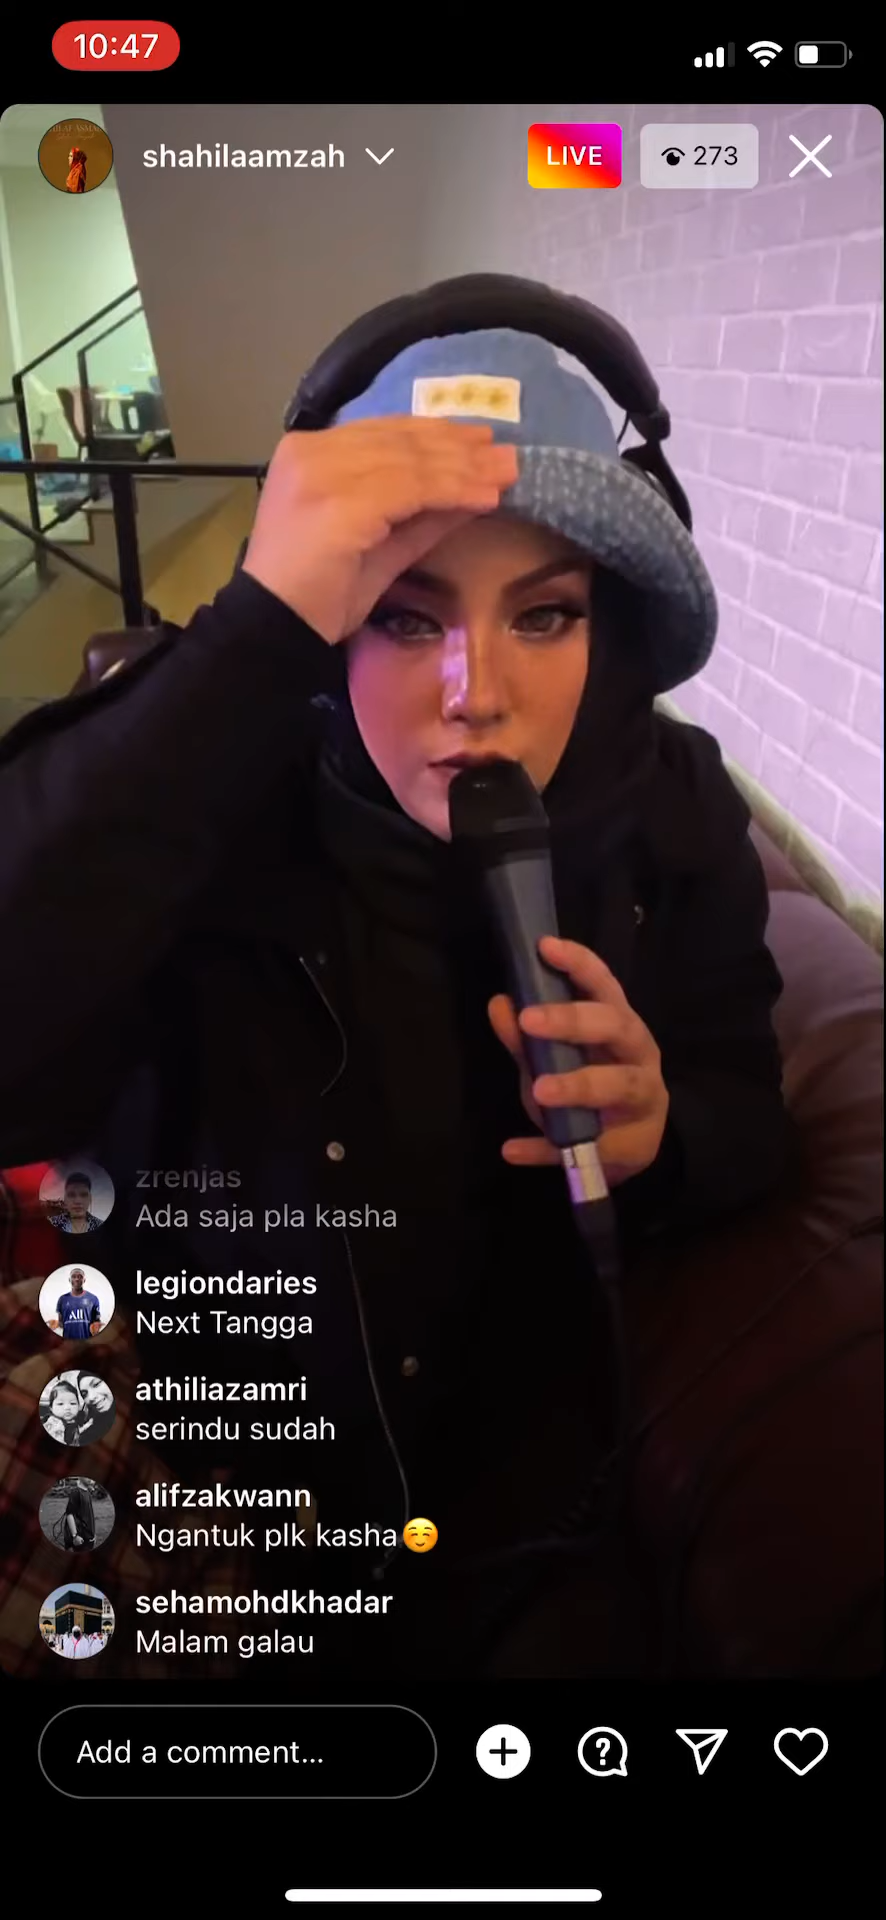 10:47
shahilaamzah
LIVE
273
zrenjas
Ada saja pla kasha
legiondaries
Next Tangga
athiliazamri
serindu sudah
alifzakwann
Ngantuk plk kasha☺️
sehamohdkhadar
Malam galau
Add a comment...